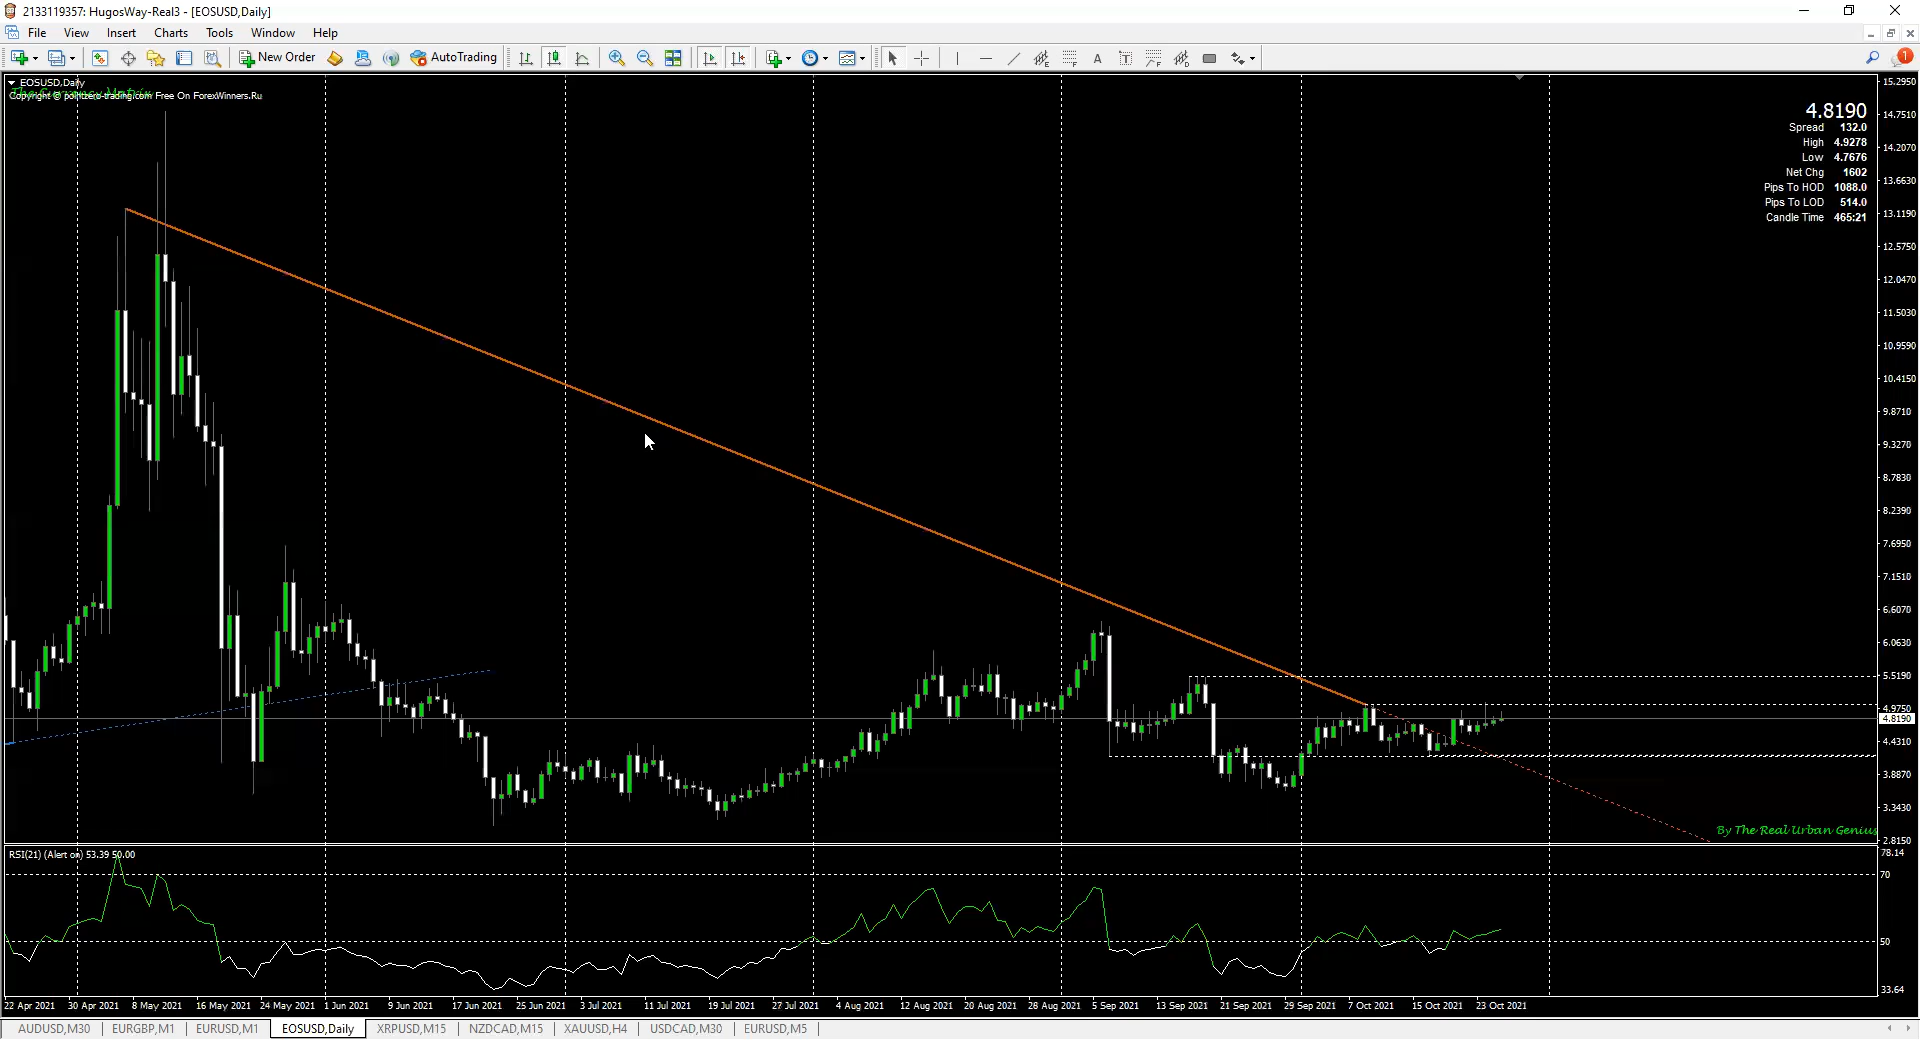 2133119357: HugosWay-Real3 - [EOSUSD,Daily]
File View Insert Charts Tools Window Help
New Order AutoTrading
1
EOSUSD,Daily
The Currency Matrix
Copyright © pointzero-trading.com Free On ForexWinners.Ru
4.8190
Spread 132.0
High 4.9278
Low 4.7676
Net Chg 1602
Pips To HOD 1088.0
Pips To LOD 514.0
Candle Time 465:21
15.2950
14.7510
14.2070
13.6630
13.1190
12.5750
12.0470
11.5030
10.9590
10.4150
9.8710
9.3270
8.7830
8.2390
7.6950
7.1510
6.6070
6.0630
5.5190
4.9750
4.8190
4.4310
3.8870
3.3430
2.8150
By The Real Urban Genius
RSI(21) (Alert on) 53.39 50.00
78.14
70
50
33.64
22 Apr 2021 30 Apr 2021 8 May 2021 16 May 2021 24 May 2021 1 Jun 2021 9 Jun 2021 17 Jun 2021 25 Jun 2021 3 Jul 2021 11 Jul 2021 19 Jul 2021 27 Jul 2021 4 Aug 2021 12 Aug 2021 20 Aug 2021 28 Aug 2021 5 Sep 2021 13 Sep 2021 21 Sep 2021 29 Sep 2021 7 Oct 2021 15 Oct 2021 23 Oct 2021
AUDUSD,M30 EURGBP,M1 EURUSD,M1 EOSUSD,Daily XRPUSD,M15 NZDCAD,M15 XAUUSD,H4 USDCAD,M30 EURUSD,M5